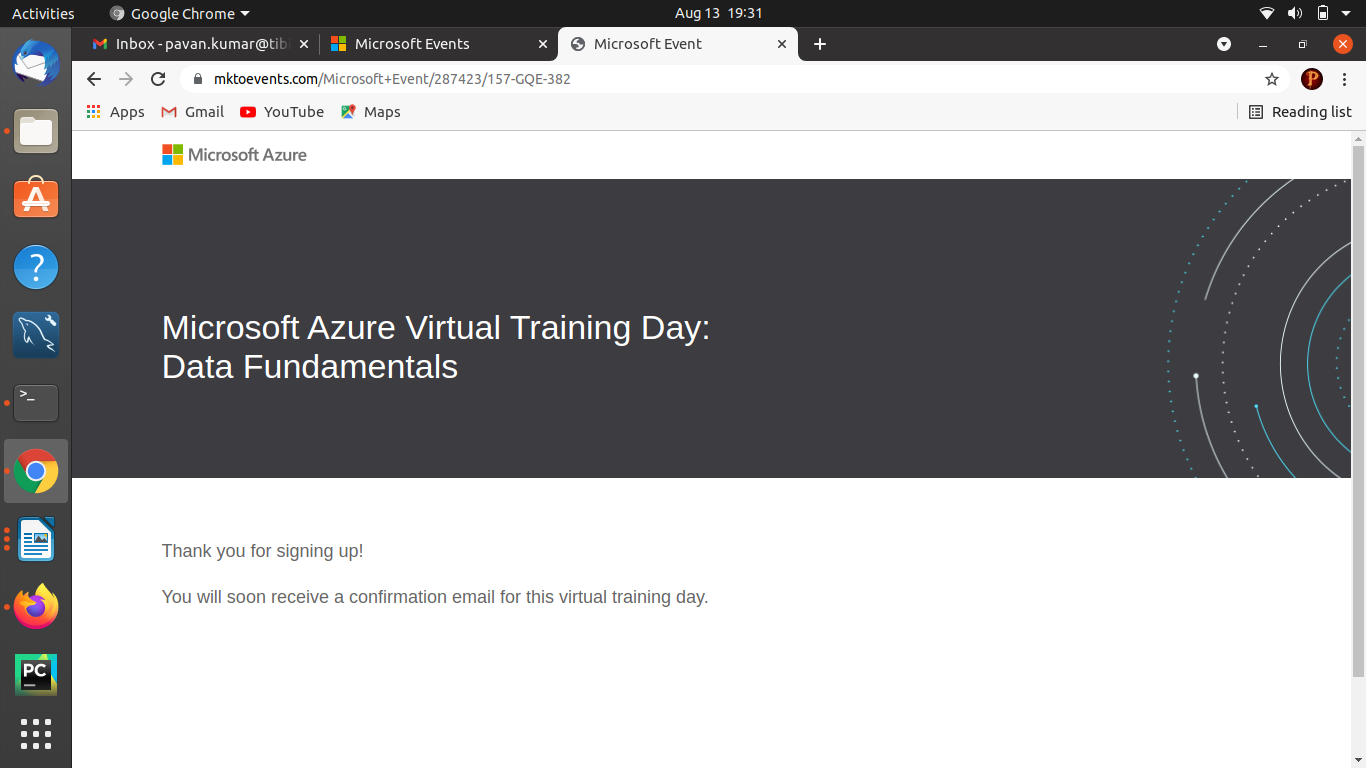 Activities Google Chrome Aug 13 19:31
Inbox - pavan.kumar@tib Microsoft Events Microsoft Event
mktoevents.com/Microsoft+Event/287423/157-GQE-382
Apps Gmail YouTube Maps Reading list
Microsoft Azure
Microsoft Azure Virtual Training Day:
Data Fundamentals
Thank you for signing up!
You will soon receive a confirmation email for this virtual training day.
>_
PC